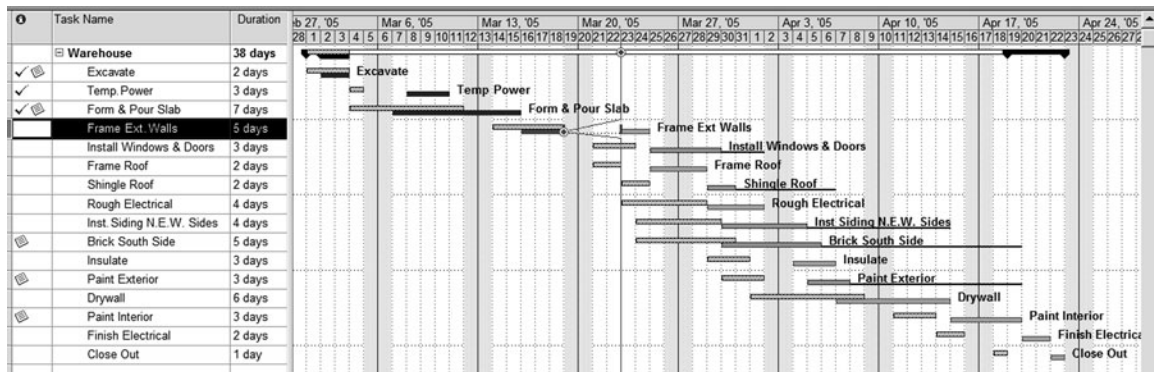 Task Name Duration eb 27, '05 Mar 6, '05 Mar 13, '05 Mar 20, '05 Mar 27, '05 Apr 3, '05 Apr 10, '05 Apr 17, '05 Apr 24, '05
28 1 2 3 4 5 6 7 8 9 10 11 12 13 14 15 16 17 18 19 20 21 22 23 24 25 26 27 28 29 30 31 1 2 3 4 5 6 7 8 9 10 11 12 13 14 15 16 17 18 19 20 21 22 23 24 25 26 27 2
Warehouse 38 days
Excavate 2 days Excavate
Temp. Power 3 days Temp Power
Form & Pour Slab 7 days Form & Pour Slab
Frame Ext. Walls 5 days Frame Ext Walls
Install Windows & Doors 3 days Install Windows & Doors
Frame Roof 2 days Frame Roof
Shingle Roof 2 days Shingle Roof
Rough Electrical 4 days Rough Electrical
Inst. Siding N.E.W. Sides 4 days Inst Siding N.E.W. Sides
Brick South Side 5 days Brick South Side
Insulate 3 days Insulate
Paint Exterior 3 days Paint Exterior
Drywall 6 days Drywall
Paint Interior 3 days Paint Interior
Finish Electrical 2 days Finish Electrica
Close Out 1 day Close Out